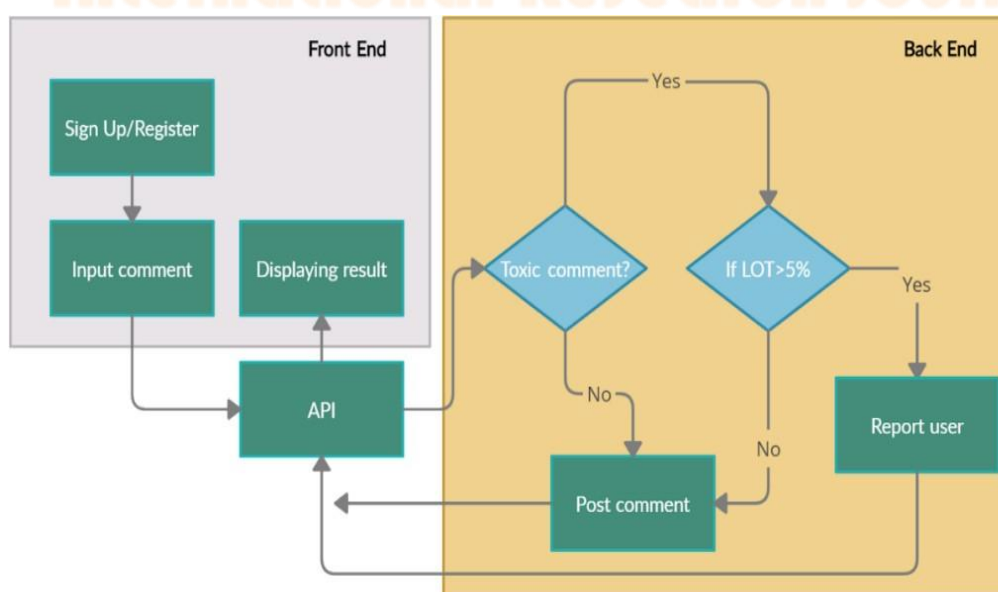 Front End
Back End
Sign Up/Register
Input comment
Displaying result
API
Toxic comment?
Yes
If LOT>5%
Yes
No
No
Post comment
Report user